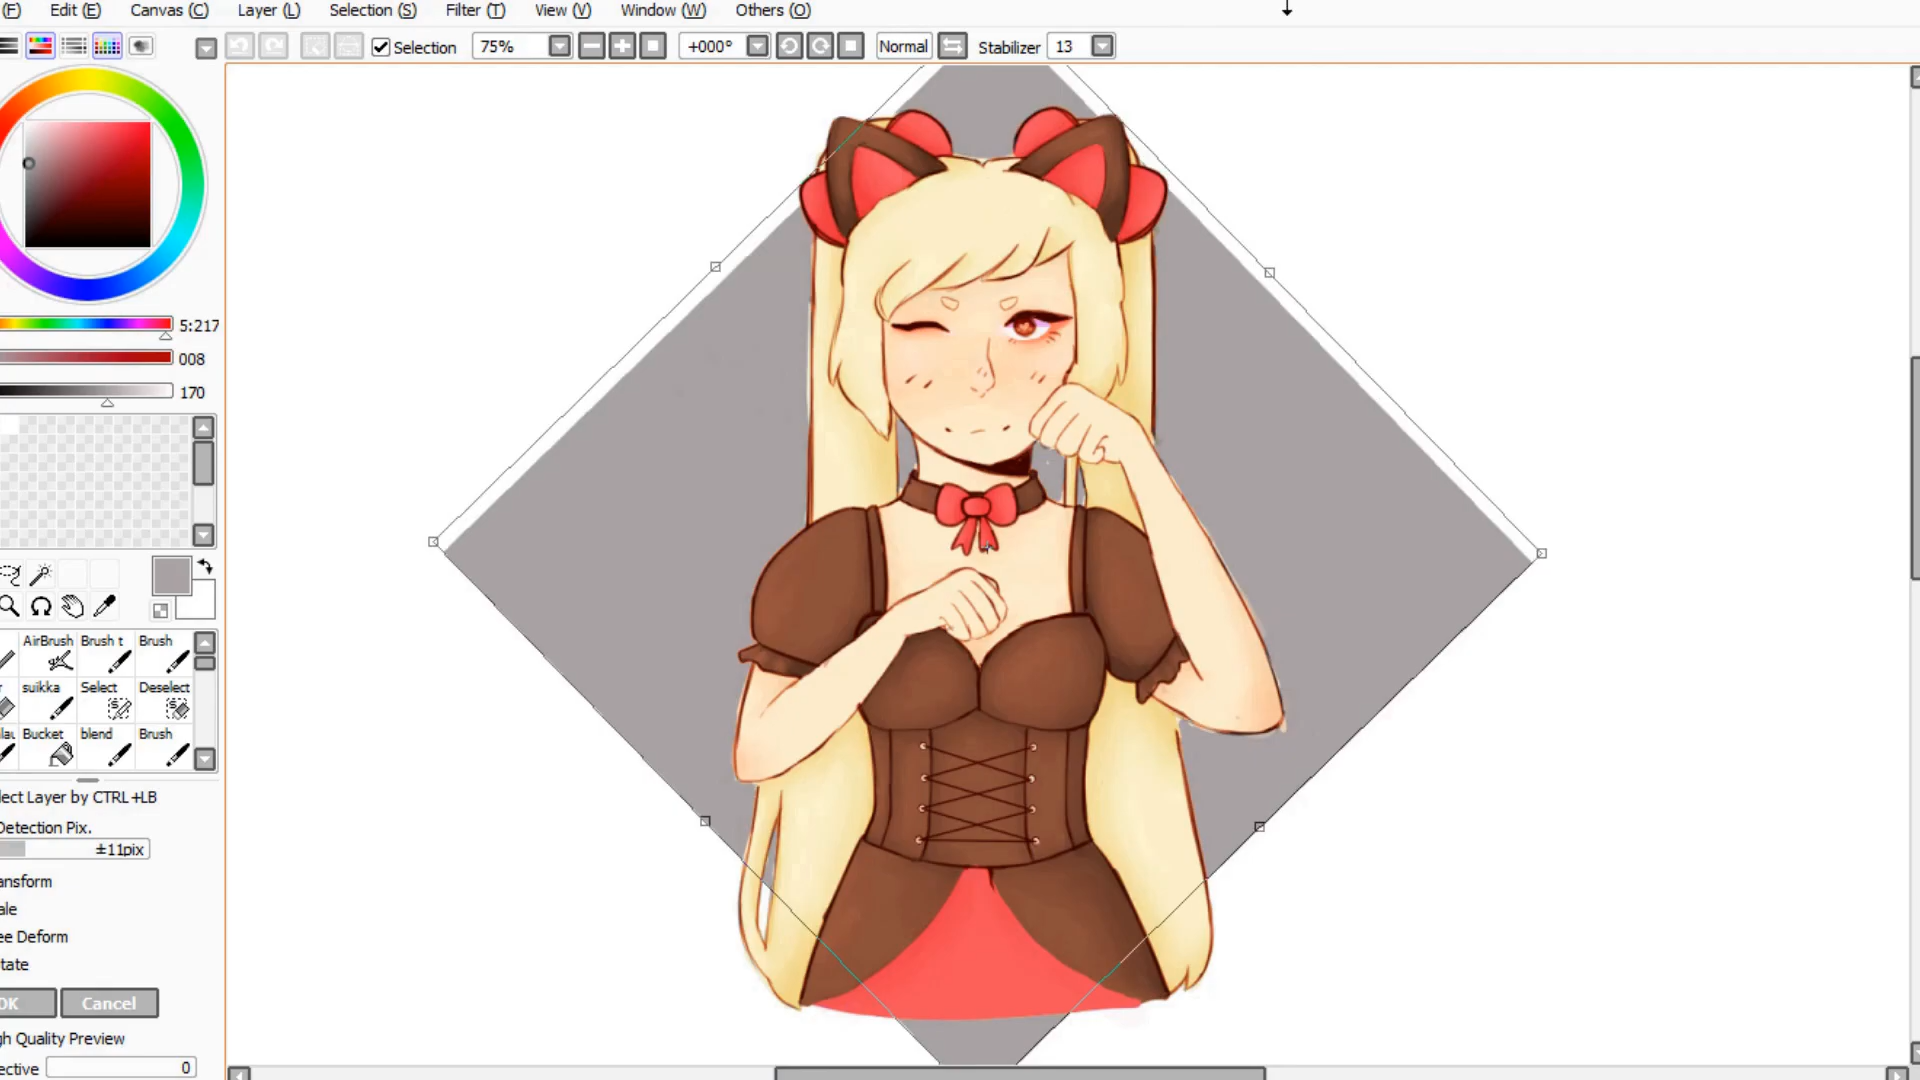 (F) Edit (E) Canvas (C) Layer (L) Selection (S) Filter (T) View (V) Window (W) Others (O)
Selection 75% +000° Normal Stabilizer 13
5:217
008
170
AirBrush Brush t Brush
suikka Select Deselect
Bucket blend Brush
lect Layer by CTRL+LB
Detection Pix.
±11pix
ansform
ale
ee Deform
tate
OK Cancel
gh Quality Preview
ective 0